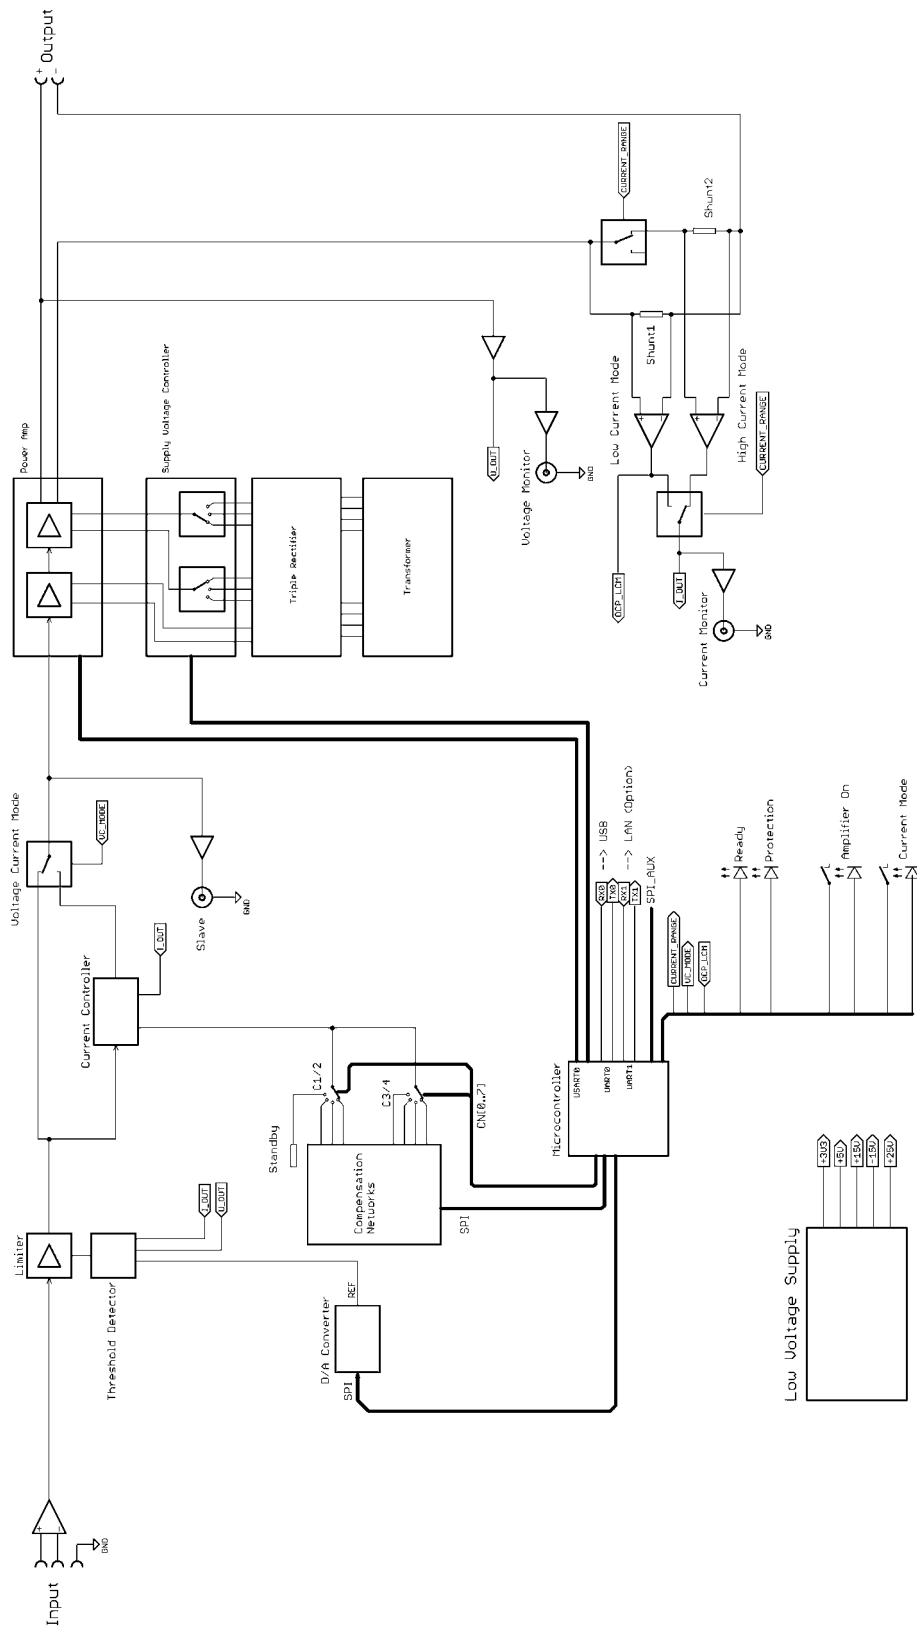 Input
+
-
GND
Limiter
Threshold Detector
I_OUT
U_OUT
REF
D/A Converter
SPI
Voltage Current Mode
VC_MODE
Current Controller
I_OUT
Slave
GND
Standby
C1/2
C3/4
Compensation
Networks
CN[0..7]
SPI
Power Amp
Supply Voltage Controller
Triple Rectifier
Transformer
+
-
Output
U_OUT
Voltage Monitor
GND
CURRENT_RANGE
Shunt2
Shunt1
Low Current Mode
+
-
+
-
High Current Mode
CURRENT_RANGE
OCP_LCM
I_OUT
Current Monitor
GND
Microcontroller
USART0
UART0
UART1
RX0
TX0
--> USB
RX1
TX1
--> LAN (Option)
SPI_AUX
CURRENT_RANGE
VC_MODE
OCP_LCM
Ready
Protection
Amplifier On
Current Mode
Low Voltage Supply
+3V3
+5V
+15V
-15V
+25V